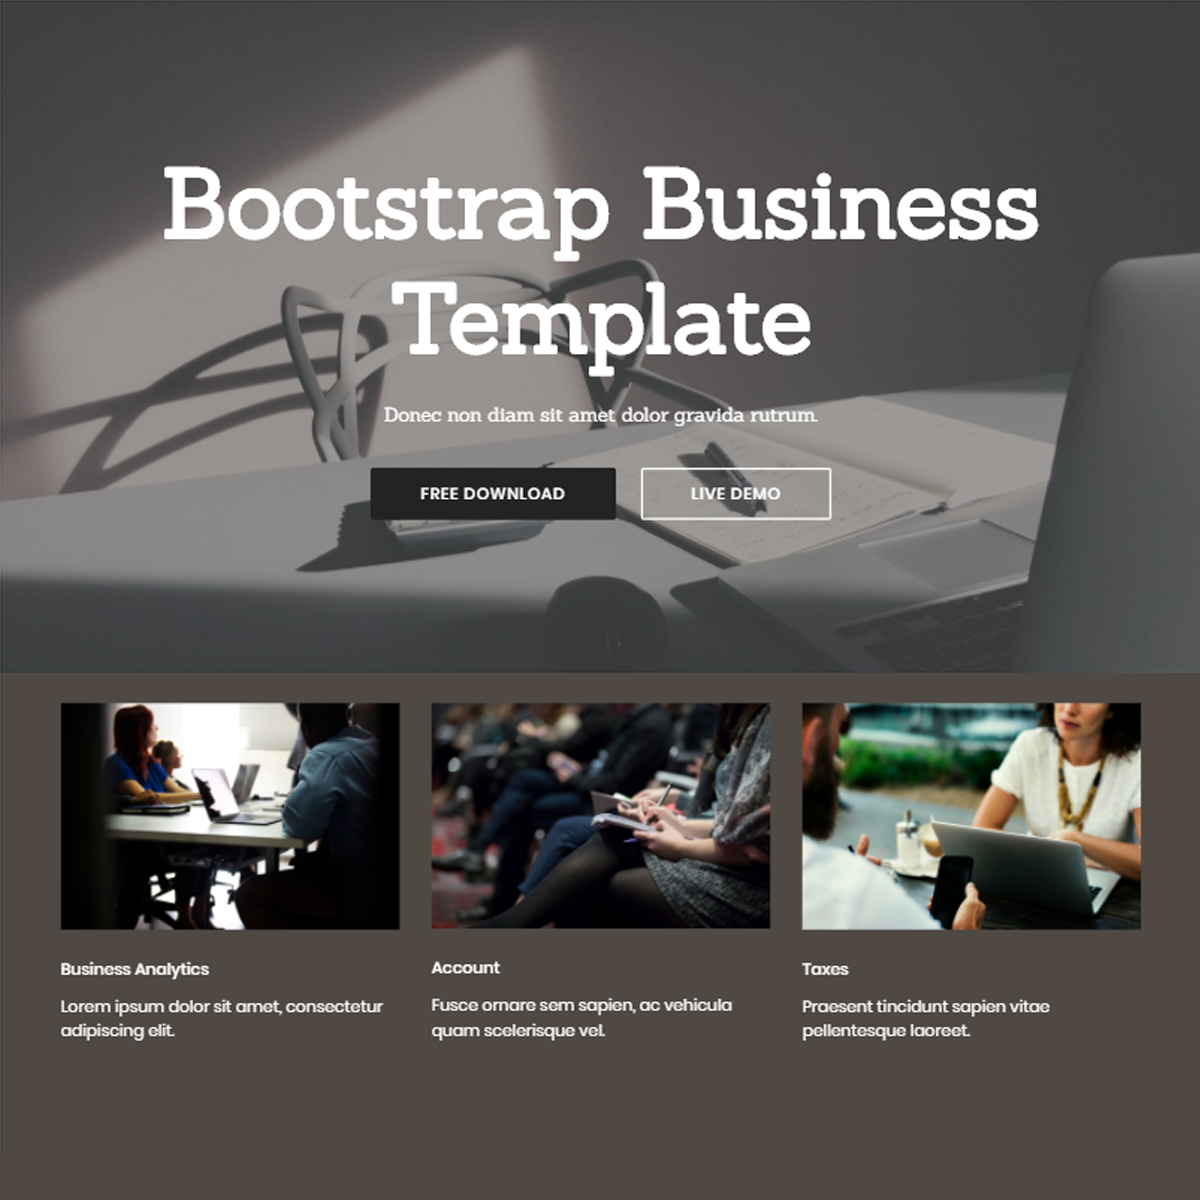 Bootstrap Business
Template
Donec non diam sit amet dolor gravida rutrum.
FREE DOWNLOAD
LIVE DEMO
Business Analytics
Lorem ipsum dolor sit amet, consectetur
adipiscing elit.
Account
Fusce ornare sem sapien, ac vehicula
quam scelerisque vel.
Taxes
Praesent tincidunt sapien vitae
pellentesque laoreet.